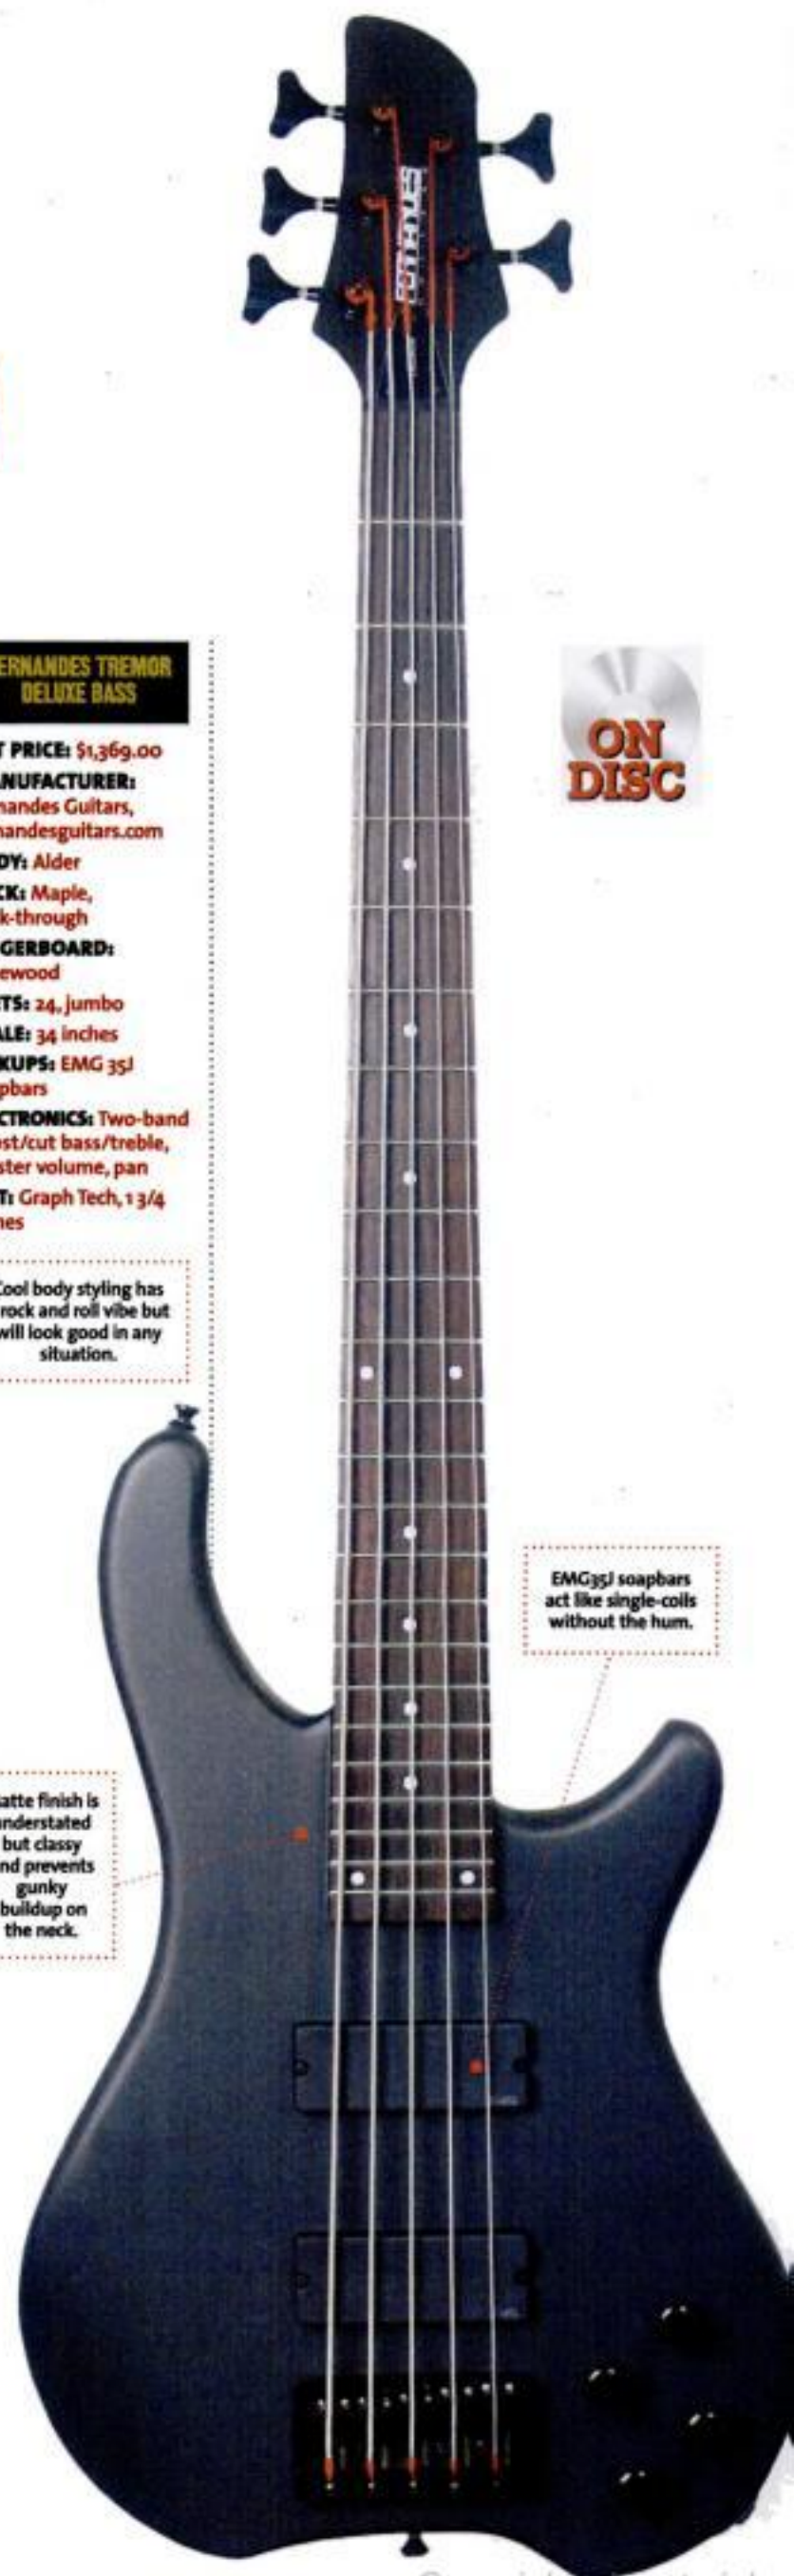 ERNANDES TREMOR
DELUXE BASS
T PRICE: $1,369.00
NUFACTURER:
nandes Guitars,
nandesguitars.com
DY: Alder
CK: Maple,
k-through
GERBOARD:
ewood
TS: 24, jumbo
LE: 34 inches
KUPS: EMG 35J
pbars
CTRONICS: Two-band
st/cut bass/treble,
ster volume, pan
T: Graph Tech, 1 3/4
es
Cool body styling has
rock and roll vibe but
will look good in any
situation.
ON
DISC
EMG35J soapbars
act like single-coils
without the hum.
atte finish is
understated
but classy
nd prevents
gunky
buildup on
the neck.
FERNANDES